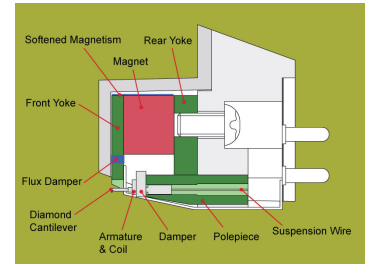 Softened Magnetism
Rear Yoke
Magnet
Front Yoke
Flux Damper
Diamond
Cantilever
Armature
& Coil
Damper
Polepiece
Suspension Wire